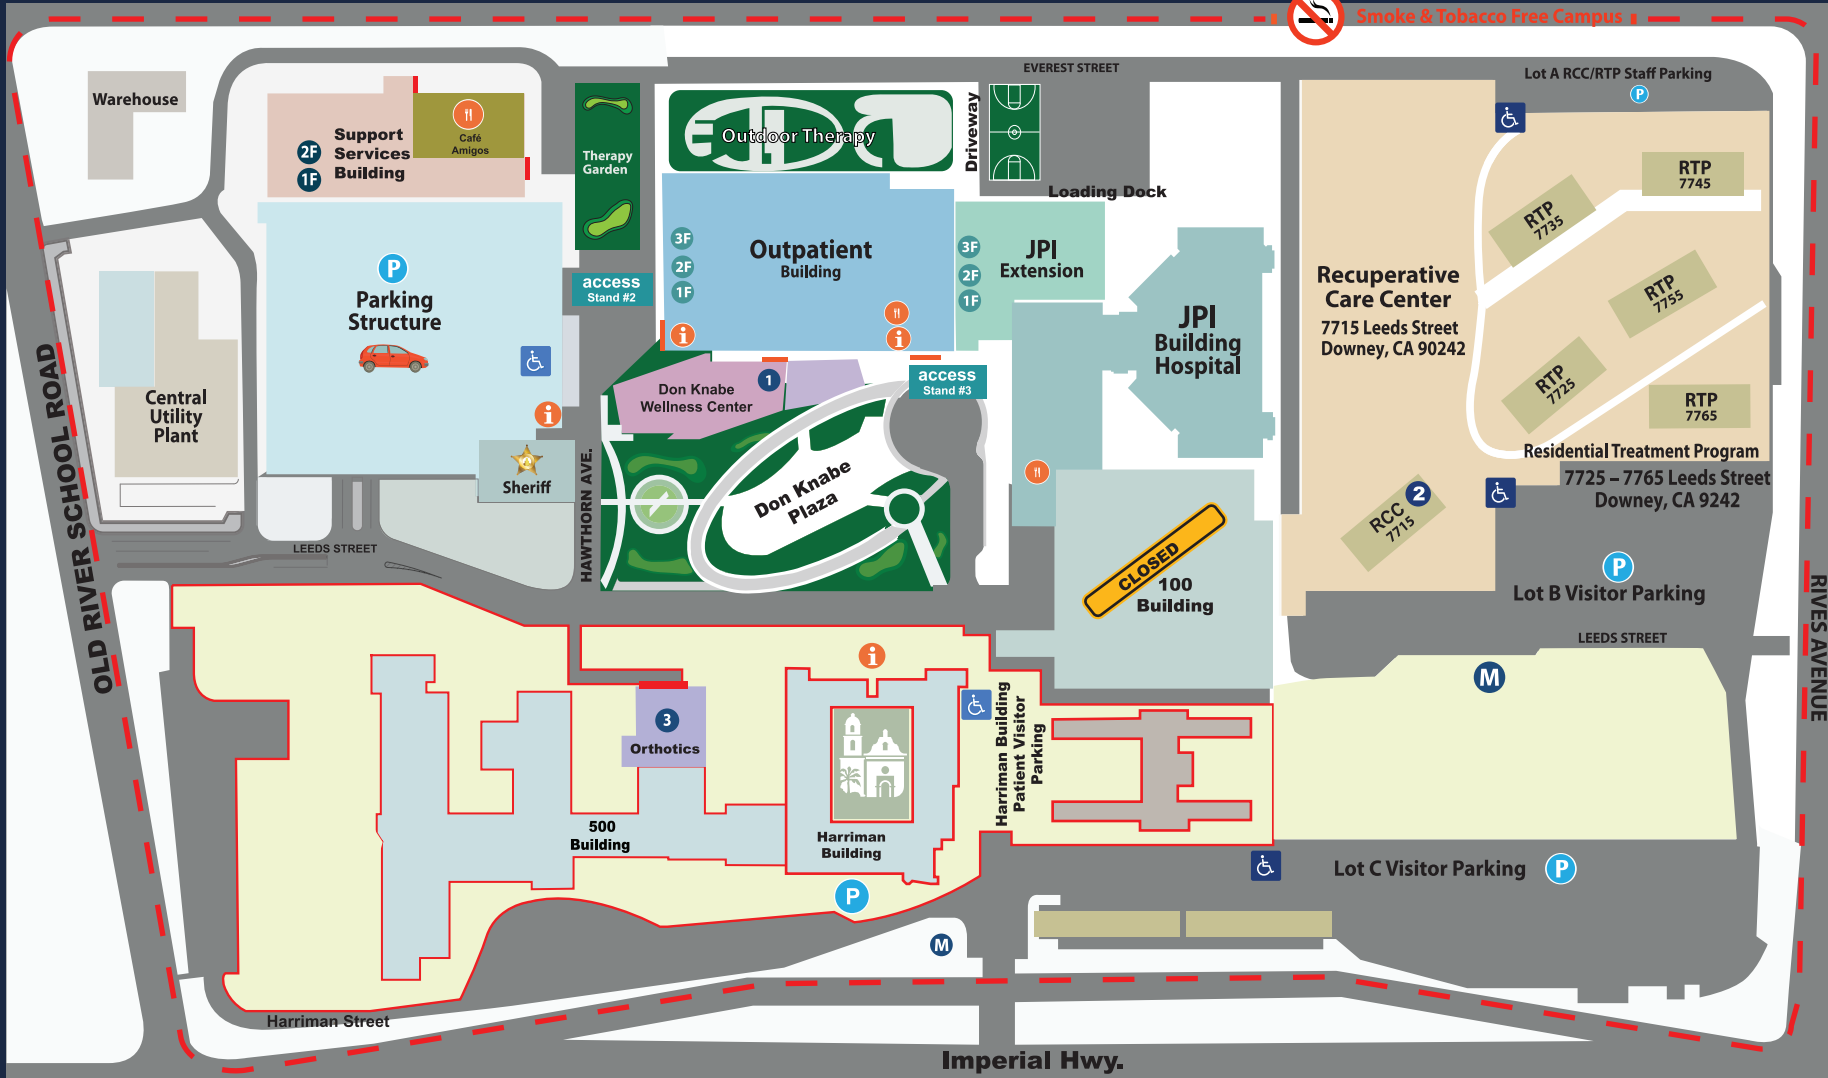 Smoke & Tobacco Free Campus
EVEREST STREET
Lot A RCC/RTP Staff Parking
P
Warehouse
Support
Services
Building
2F
1F
Café
Amigos
Therapy
Garden
Outdoor Therapy
Driveway
Loading Dock
RTP
7745
RTP
7735
RTP
7755
RTP
7725
RTP
7765
Residential Treatment Program
7725 – 7765 Leeds Street
Downey, CA 9242
P
Parking
Structure
access
Stand #2
3F
2F
1F
Outpatient
Building
i
i
3F
2F
1F
JPI
Extension
JPI
Building
Hospital
Recuperative
Care Center
7715 Leeds Street
Downey, CA 90242
Central
Utility
Plant
i
Sheriff
Don Knabe
Wellness Center
1
access
Stand #3
Don Knabe
Plaza
HAWTHORN AVE.
OLD RIVER SCHOOL ROAD
LEEDS STREET
CLOSED
100
Building
RCC
7715
2
P
Lot B Visitor Parking
LEEDS STREET
RIVES AVENUE
M
i
3
Orthotics
500
Building
Harriman
Building
Harriman Building
Patient Visitor
Parking
P
M
Lot C Visitor Parking
P
Harriman Street
Imperial Hwy.